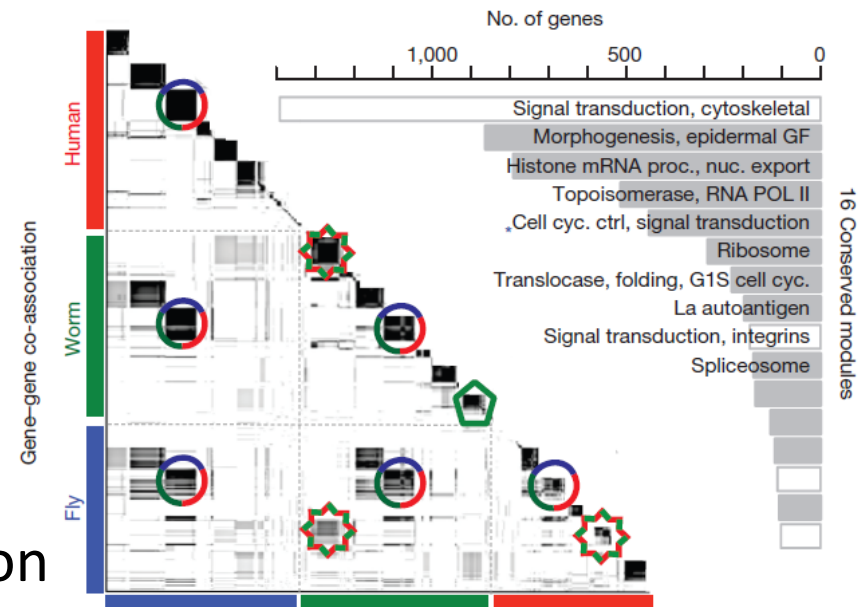 No. of genes
1,000 500 0
Signal transduction, cytoskeletal
Morphogenesis, epidermal GF
Histone mRNA proc., nuc. export
Topoisomerase, RNA POL II
*Cell cyc. ctrl, signal transduction
Ribosome
Translocase, folding, G1S cell cyc.
La autoantigen
Signal transduction, integrins
Spliceosome
16 Conserved modules
Gene–gene co-association
Human
Worm
Fly
on